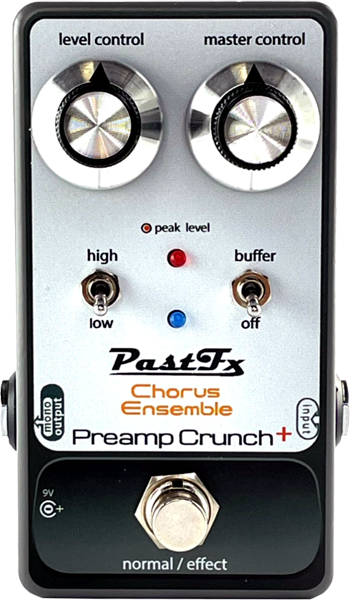 level control
master control
peak level
high
buffer
low
off
PastFx
Chorus
Ensemble
mono
output
input
Preamp Crunch+
9V
+
normal / effect